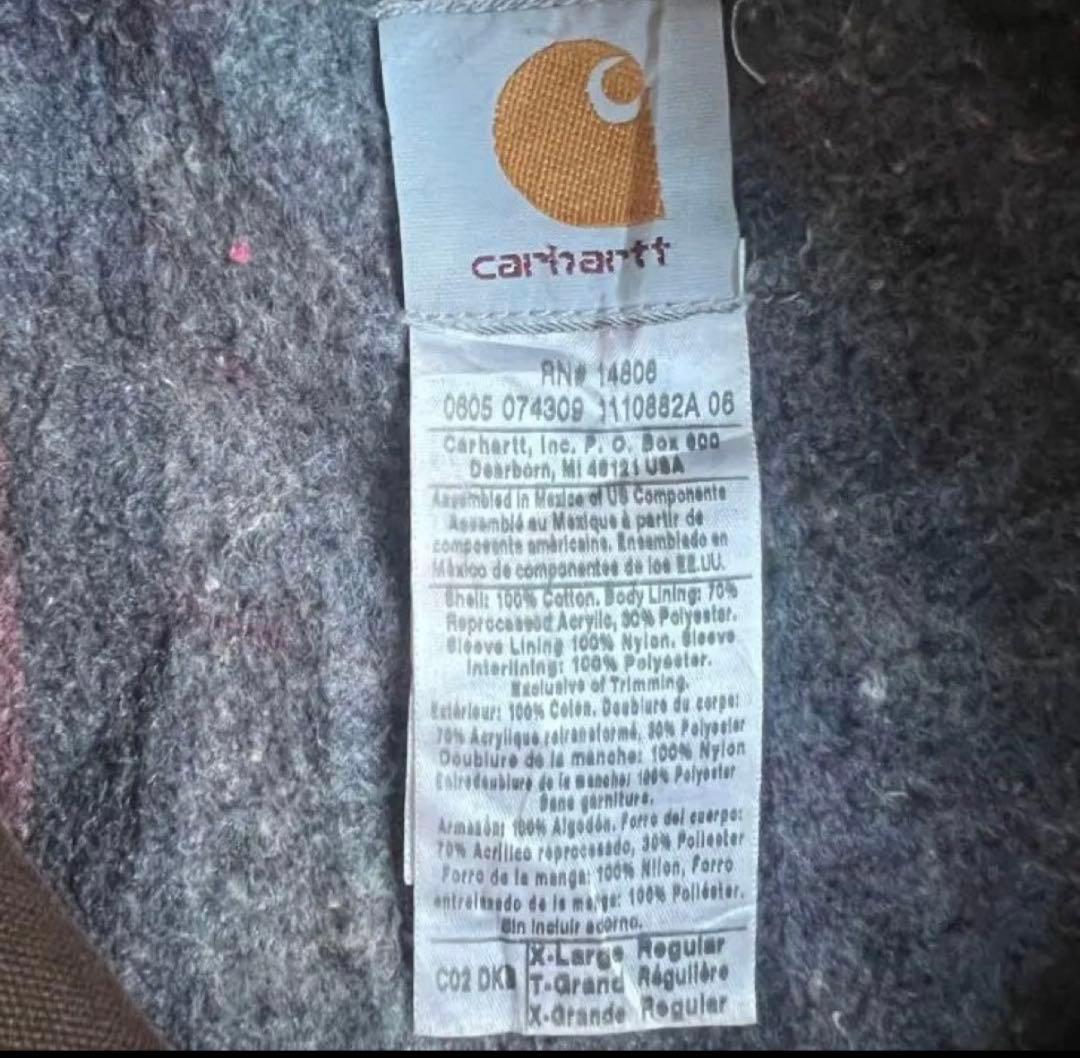 carhartt
RN# 14806
0605 074309 1110882A 06
Carhartt, Inc. P. O. Box 600
Dearborn, MI 48121 USA
Assembled in Mexico of US Components
Assemblé au Mexique à partir de
composents américains. Ensamblado en
México de componentes de los EE.UU.
Shell: 100% Cotton. Body Lining: 70%
Reprocessed Acrylic, 30% Polyester.
Sleeve Lining 100% Nylon. Sleeve
Interlining: 100% Polyester.
Exclusive of Trimming.
Extérieur: 100% Coton. Doublure du corps:
70% Acrylique retransformé, 30% Polyester
Doublure de la manche: 100% Nylon
Entredoublure de la manche: 100% Polyester
Sans garniture.
Armasón: 100% Algodón. Forro del cuerpo:
70% Acrílico reprocesado, 30% Poliester
Forro de la manga: 100% Nilon, Forro
entrelasado de la manga: 100% Poliéster.
Sin incluir adorno.
C02 DKB
X-Large Regular
T-Grand Régulière
X-Grande Regular